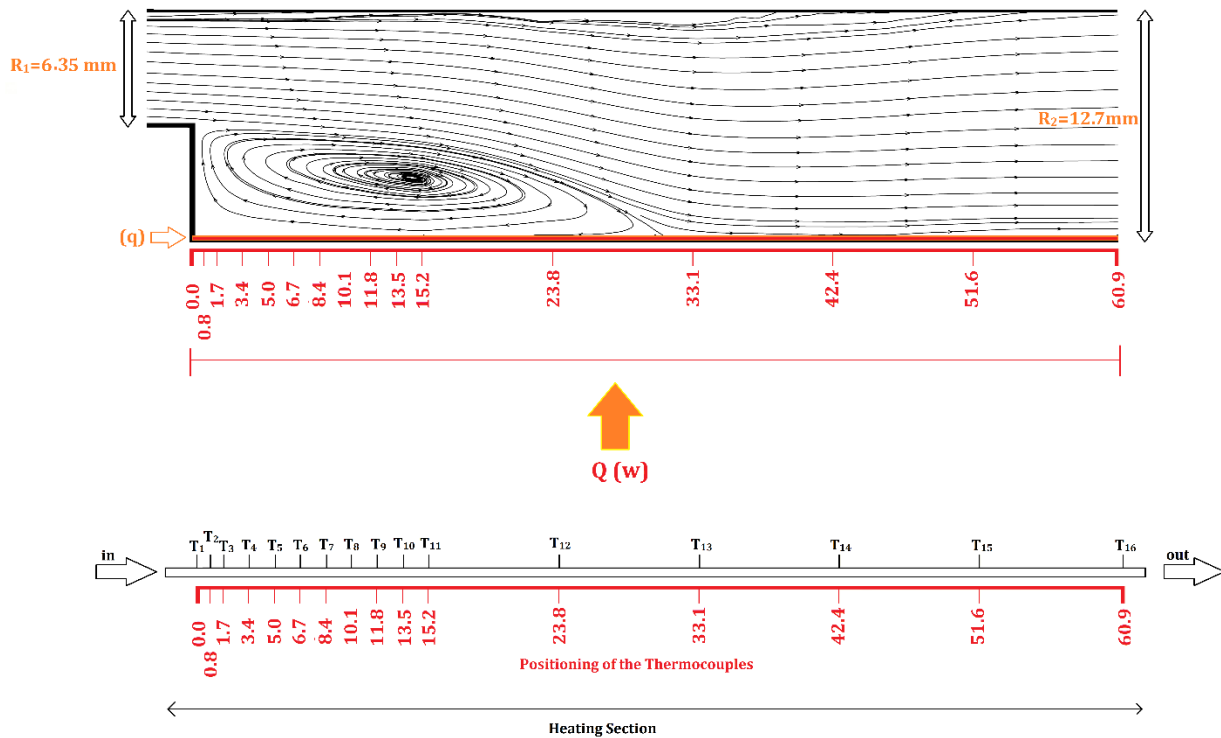 R₁=6.35 mm
R₂=12.7mm
(q)
0.0 0.8 1.7 3.4 5.0 6.7 8.4 10.1 11.8 13.5 15.2 23.8 33.1 42.4 51.6 60.9
Q (w)
in
T₁ T₂ T₃ T₄ T₅ T₆ T₇ T₈ T₉ T₁₀ T₁₁ T₁₂ T₁₃ T₁₄ T₁₅ T₁₆
out
0.0 0.8 1.7 3.4 5.0 6.7 8.4 10.1 11.8 13.5 15.2 23.8 33.1 42.4 51.6 60.9
Positioning of the Thermocouples
Heating Section